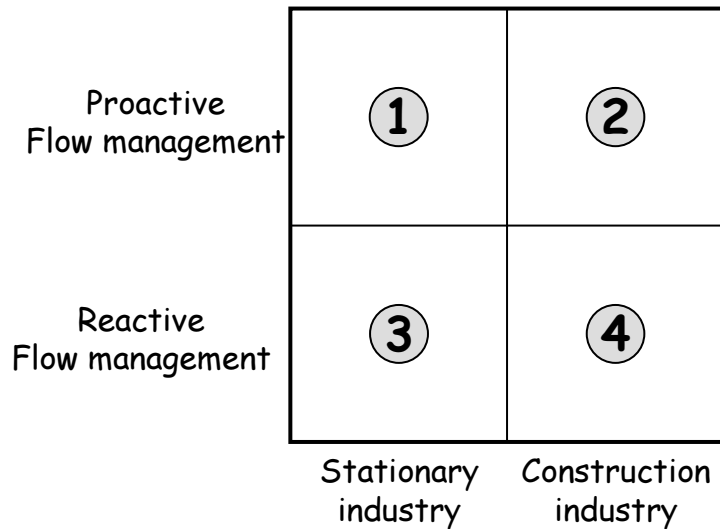 Proactive
Flow management
1
2
Reactive
Flow management
3
4
Stationary
industry
Construction
industry